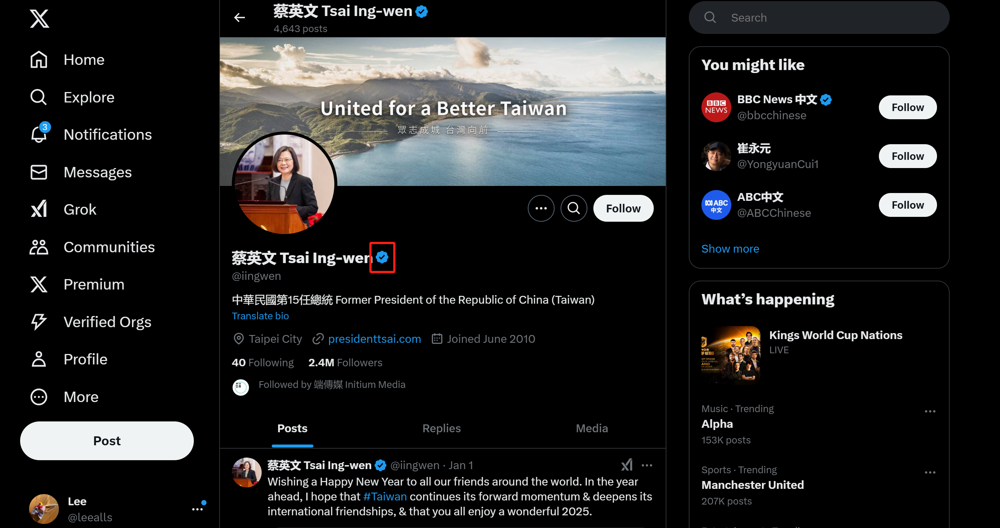 Home
Explore
3
Notifications
Messages
Grok
Communities
Premium
Verified Orgs
Profile
More
Post
Lee
@leealls
蔡英文 Tsai Ing-wen
4,643 posts
United for a Better Taiwan
眾志成城 台灣向前
Follow
蔡英文 Tsai Ing-wen
@iingwen
中華民國第15任總統 Former President of the Republic of China (Taiwan)
Translate bio
Taipei City presidenttsai.com Joined June 2010
40 Following 2.4M Followers
Followed by 端傳媒 Initium Media
Posts Replies Media
蔡英文 Tsai Ing-wen @iingwen · Jan 1
Wishing a Happy New Year to all our friends around the world. In the year
ahead, I hope that #Taiwan continues its forward momentum & deepens its
international friendships, & that you all enjoy a wonderful 2025.
Search
You might like
BBC NEWS
BBC News 中文
@bbcchinese
Follow
崔永元
@YongyuanCui1
Follow
ABC
中文
ABC中文
@ABCChinese
Follow
Show more
What's happening
Kings World Cup Nations
LIVE
Music · Trending
Alpha
153K posts
Sports · Trending
Manchester United
207K posts